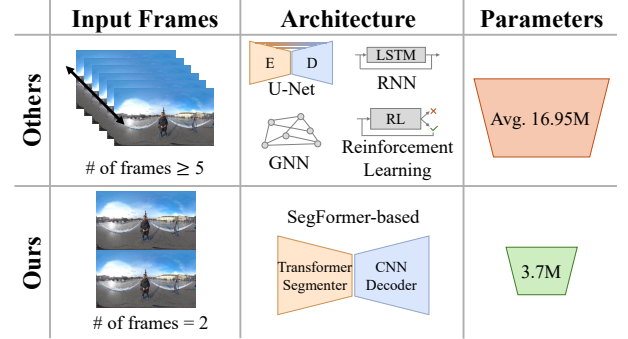 Input Frames
Architecture
Parameters
Others
# of frames ≥ 5
E
D
U-Net
LSTM
RNN
GNN
RL
Reinforcement
Learning
Avg. 16.95M
Ours
# of frames = 2
SegFormer-based
Transformer
Segmenter
CNN
Decoder
3.7M